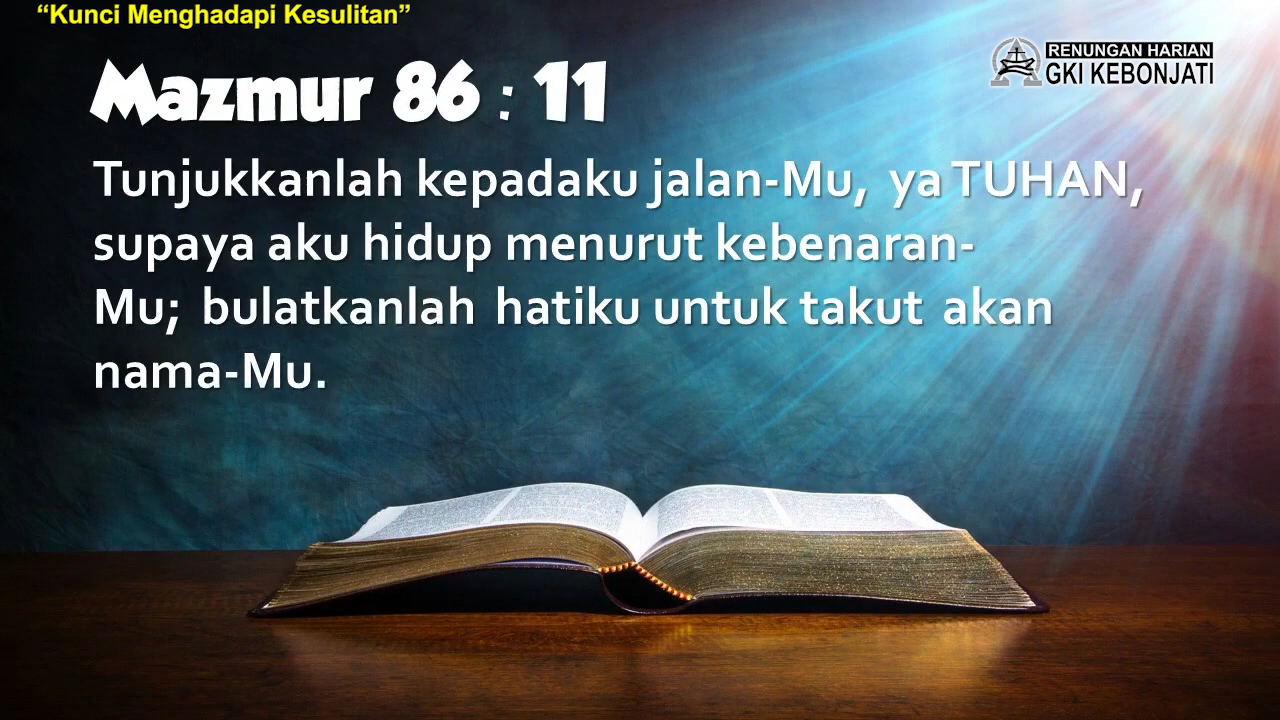 “Kunci Menghadapi Kesulitan”
RENUNGAN HARIAN
GKI KEBONJATI
Mazmur 86 : 11
Tunjukkanlah kepadaku jalan-Mu, ya TUHAN,
supaya aku hidup menurut kebenaran-
Mu; bulatkanlah hatiku untuk takut akan
nama-Mu.